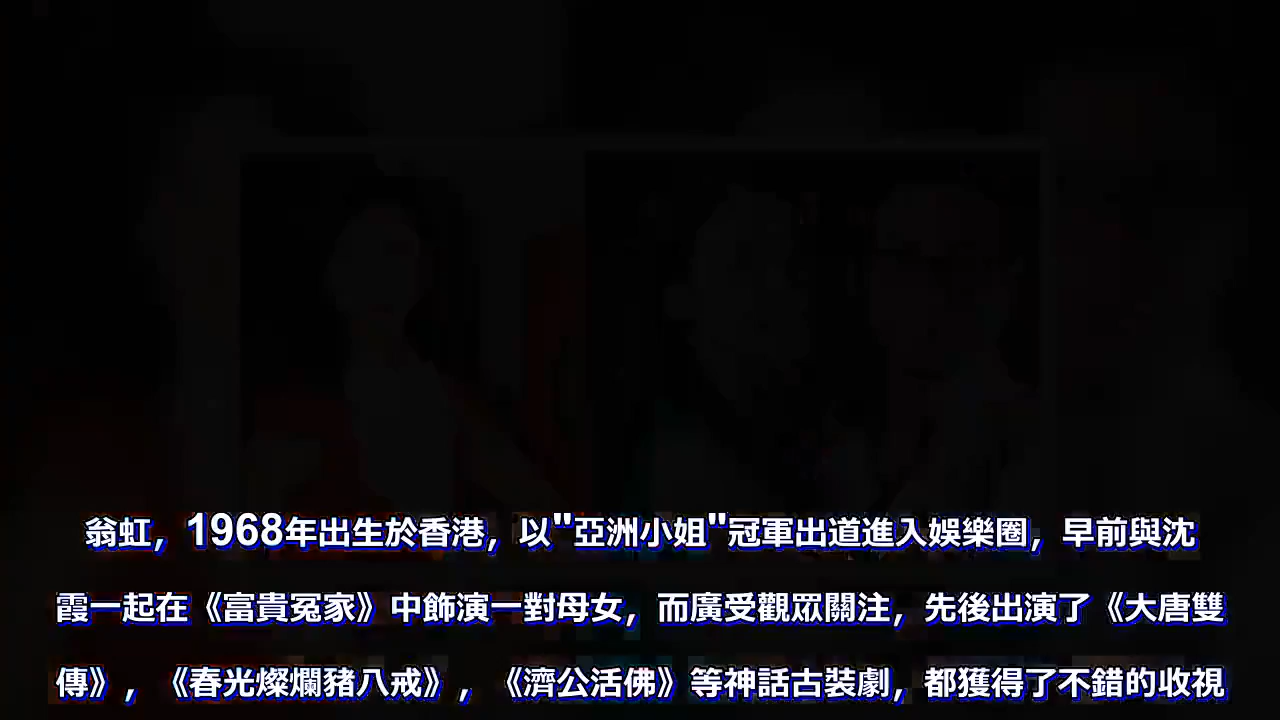 翁虹，1968年出生於香港，以"亞洲小姐"冠軍出道進入娛樂圈，早前與沈
霞一起在《富貴冤家》中飾演一對母女，而廣受觀眾關注，先後出演了《大唐雙
傳》，《春光燦爛豬八戒》，《濟公活佛》等神話古裝劇，都獲得了不錯的收視